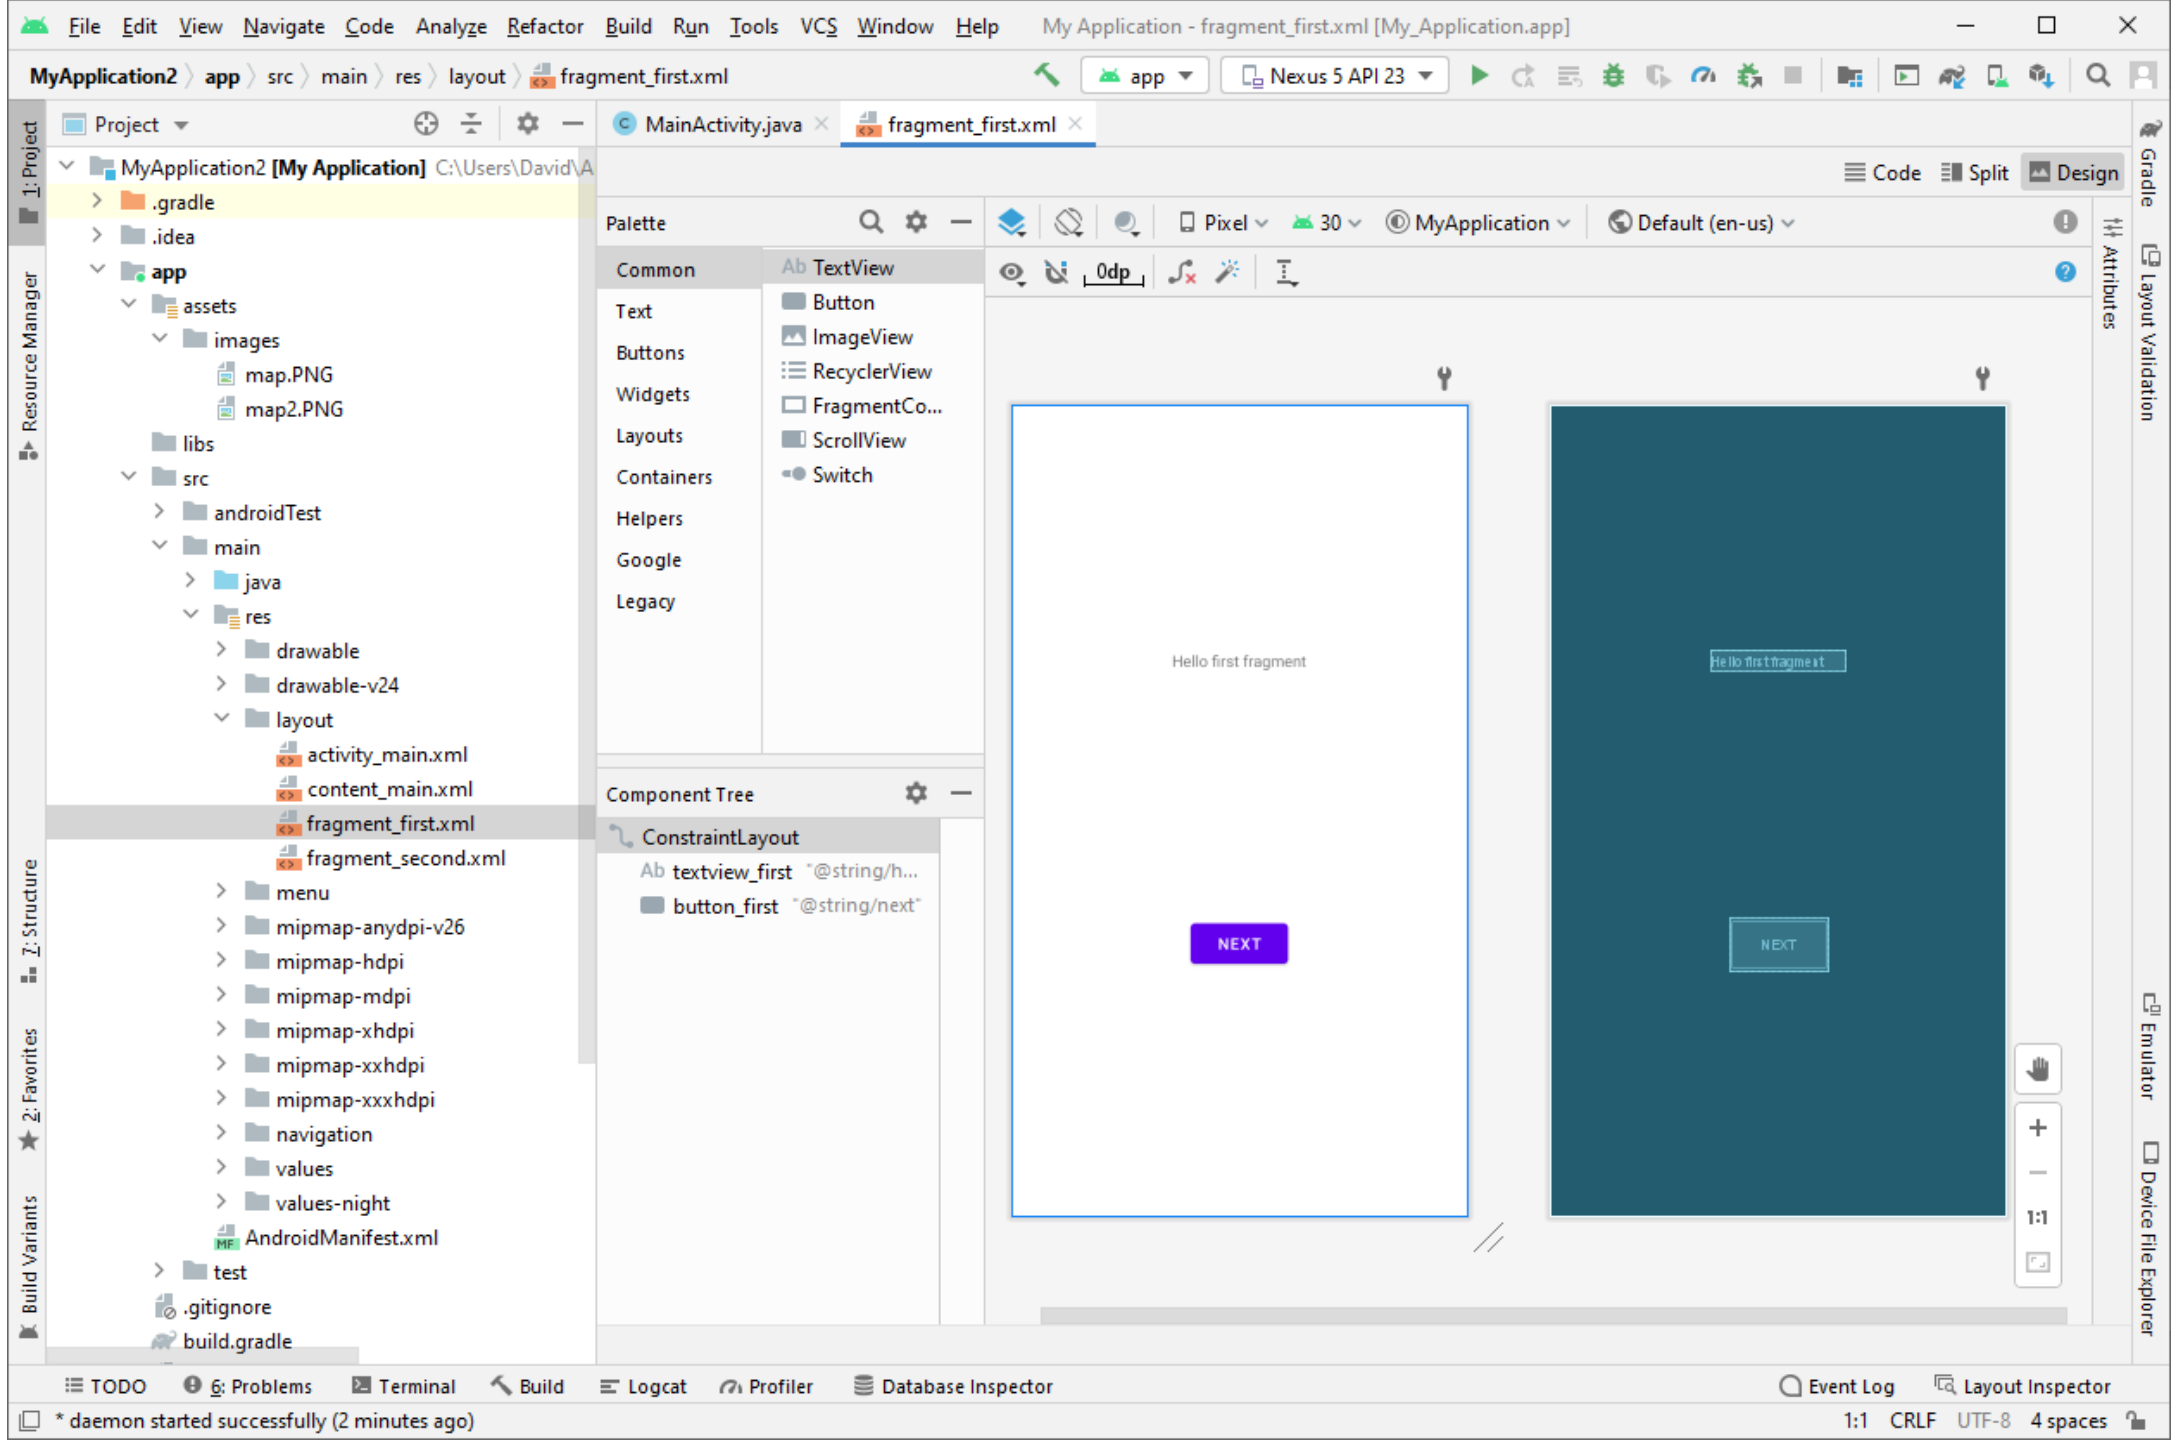 File Edit View Navigate Code Analyze Refactor Build Run Tools VCS Window Help My Application - fragment_first.xml [My_Application.app]
MyApplication2 app src main res layout fragment_first.xml app Nexus 5 API 23
1: Project
Resource Manager
7: Structure
2: Favorites
Build Variants
Project
MyApplication2 [My Application] C:\Users\David\A
.gradle
.idea
app
assets
images
map.PNG
map2.PNG
libs
src
androidTest
main
java
res
drawable
drawable-v24
layout
activity_main.xml
content_main.xml
fragment_first.xml
fragment_second.xml
menu
mipmap-anydpi-v26
mipmap-hdpi
mipmap-mdpi
mipmap-xhdpi
mipmap-xxhdpi
mipmap-xxxhdpi
navigation
values
values-night
MF AndroidManifest.xml
test
.gitignore
build.gradle
C MainActivity.java fragment_first.xml
Code Split Design
Palette
Common
Text
Buttons
Widgets
Layouts
Containers
Helpers
Google
Legacy
Ab TextView
Button
ImageView
RecyclerView
FragmentCo...
ScrollView
Switch
Component Tree
ConstraintLayout
Ab textview_first "@string/h...
button_first "@string/next"
Pixel 30 MyApplication Default (en-us)
0dp
Hello first fragment
NEXT
Hello first fragment
NEXT
1:1
Attributes
Gradle
Layout Validation
Emulator
Device File Explorer
TODO 6: Problems Terminal Build Logcat Profiler Database Inspector Event Log Layout Inspector
* daemon started successfully (2 minutes ago) 1:1 CRLF UTF-8 4 spaces